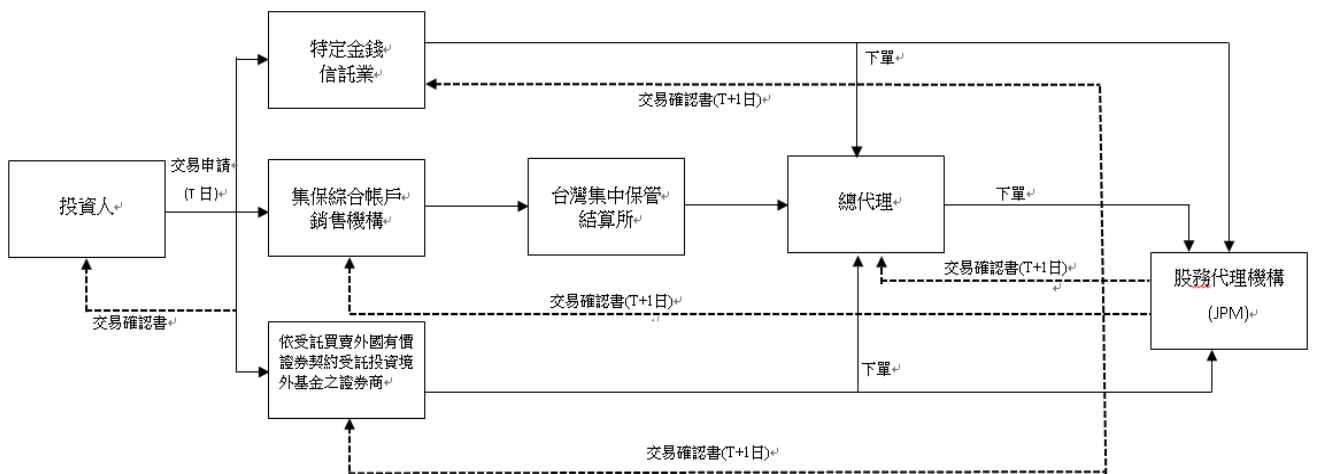 特定金錢
信託業
下單
交易確認書(T+1日)
交易申請
(T 日)
投資人
集保綜合帳戶
銷售機構
台灣集中保管
結算所
總代理
下單
交易確認書(T+1日)
股務代理機構
(JPM)
交易確認書(T+1日)
交易確認書
依受託買賣外國有價
證券契約受託投資境
外基金之證券商
下單
交易確認書(T+1日)